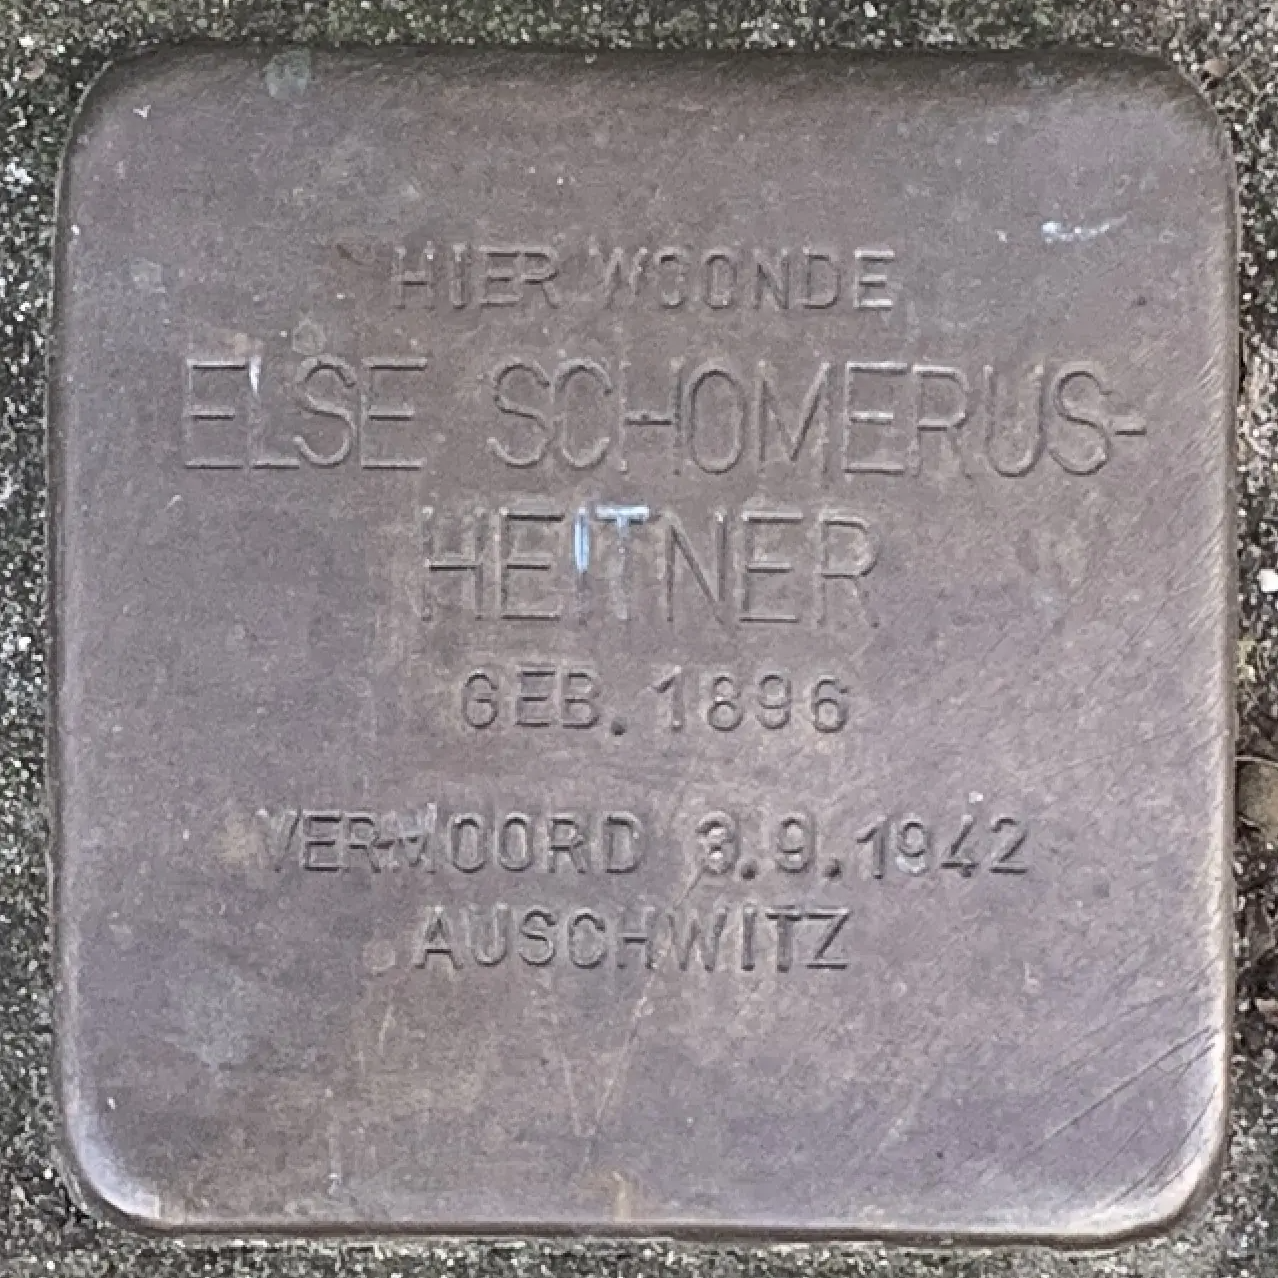 HIER WOONDE
ELSE SCHOMERUS-
HEITNER
GEB. 1896
VERMOORD 3.9.1942
AUSCHWITZ